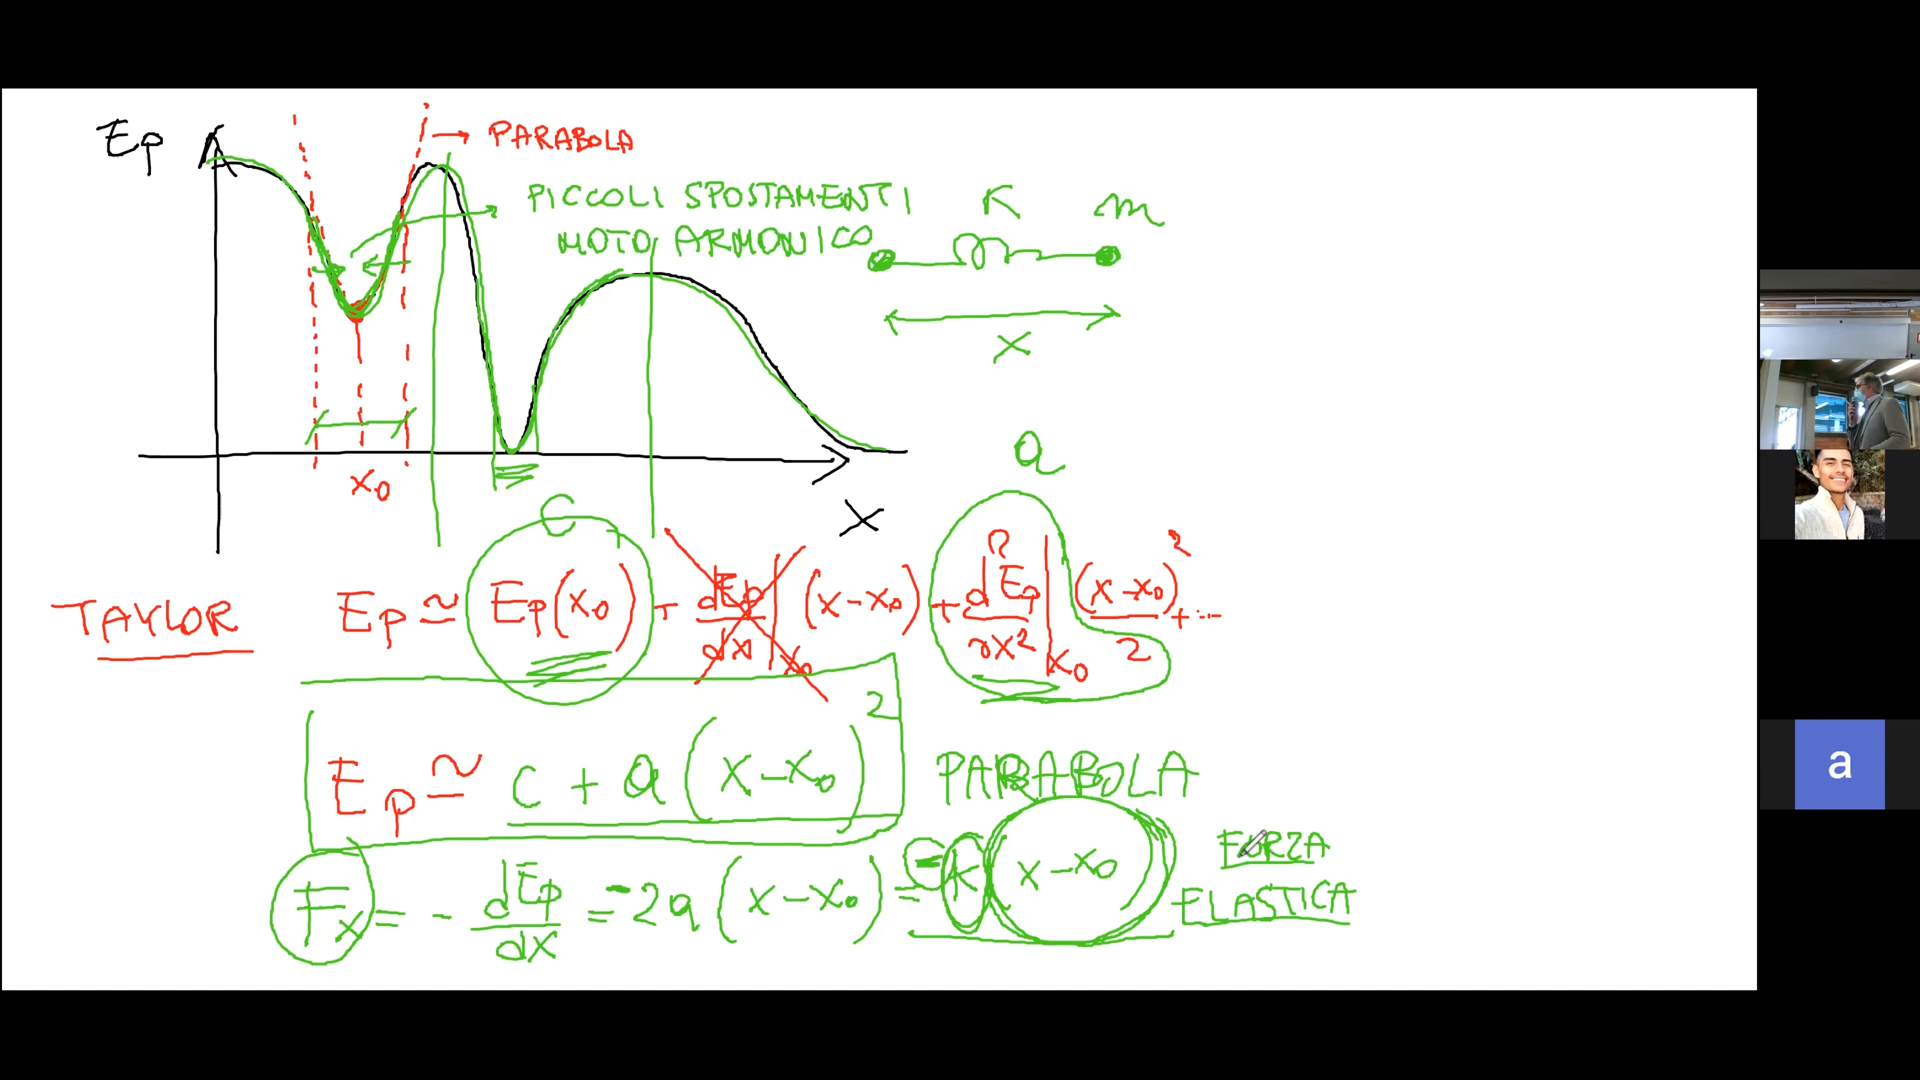 Ep
→ PARABOLA
PICCOLI SPOSTAMENTI
MOTO ARMONICO
K m
x
x₀
x
C
a
TAYLOR Ep ≃ Ep(x₀) + dEp/dx|x₀ (x-x₀) + d²Ep/dx²|x₀ (x-x₀)²/2 + ...
Ep ≃ c + a (x-x₀)² PARABOLA
Fx = - dEp/dx = -2a (x-x₀) = -K (x-x₀) FORZA
ELASTICA
a